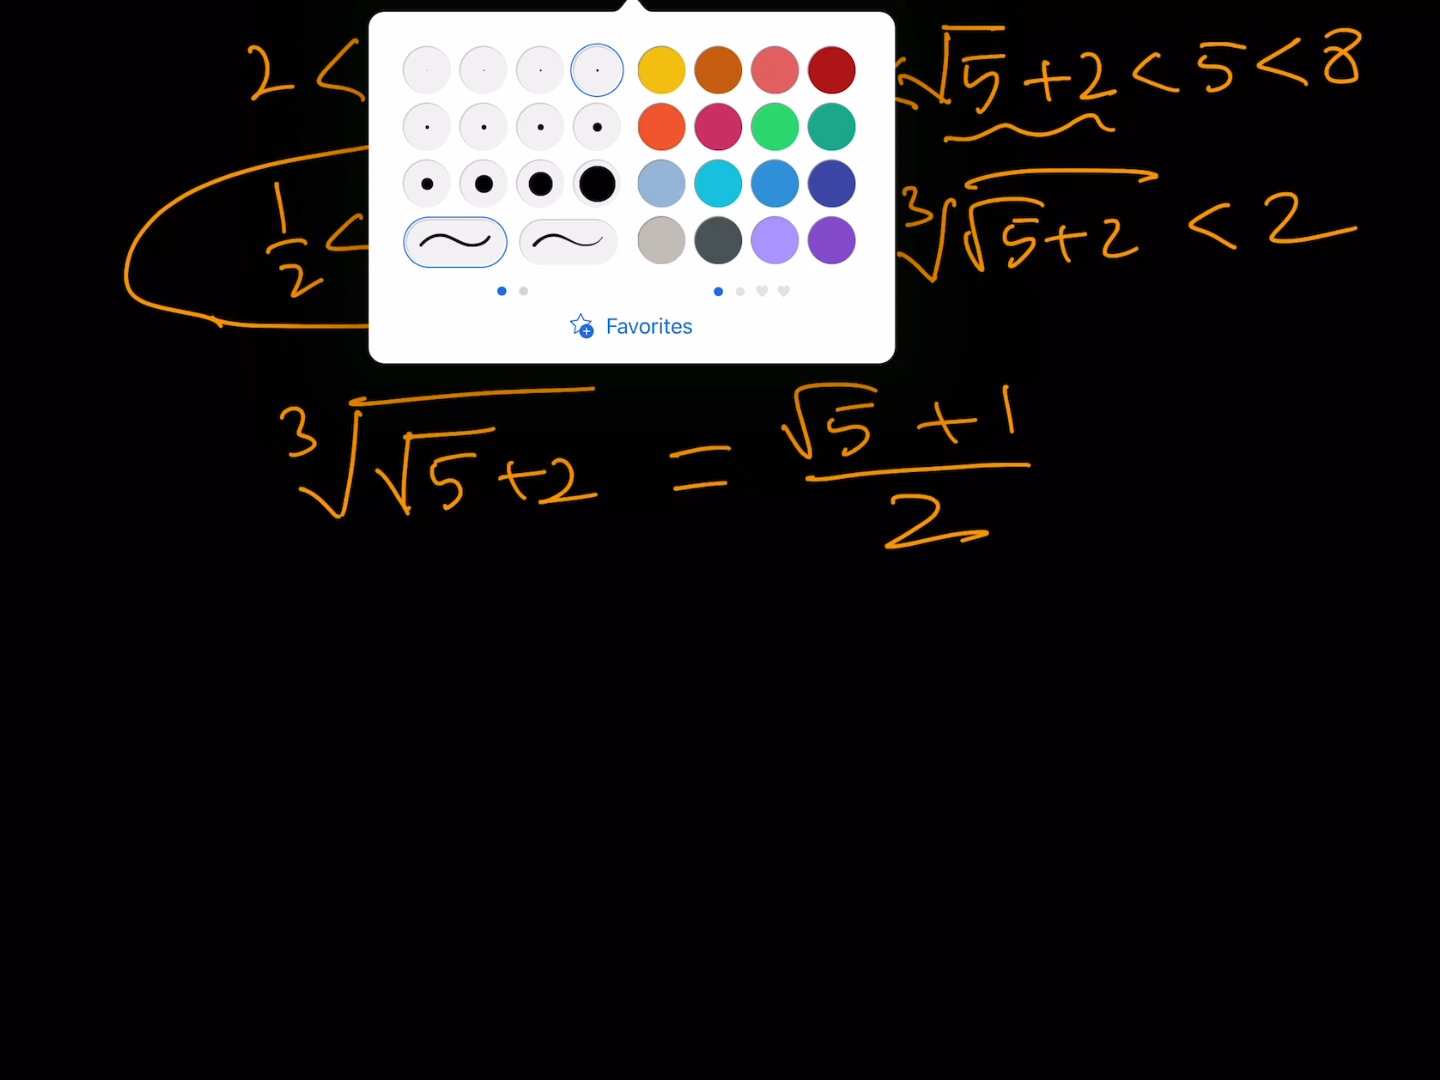 2 < √5 + 2 < 5 < 8
1/2 < ∛(√5 + 2) < 2
Favorites
∛(√5 + 2) = (√5 + 1)/2